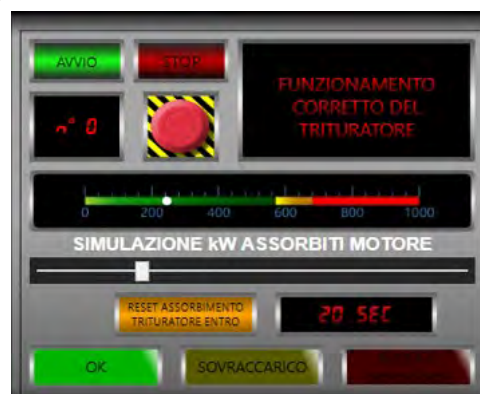 AVVIO
STOP
FUNZIONAMENTO
CORRETTO DEL
TRITURATORE
n° 0
0 200 400 600 800 1000
SIMULAZIONE kW ASSORBITI MOTORE
RESET ASSORBIMENTO
TRITURATORE ENTRO
20 SEC
OK
SOVRACCARICO